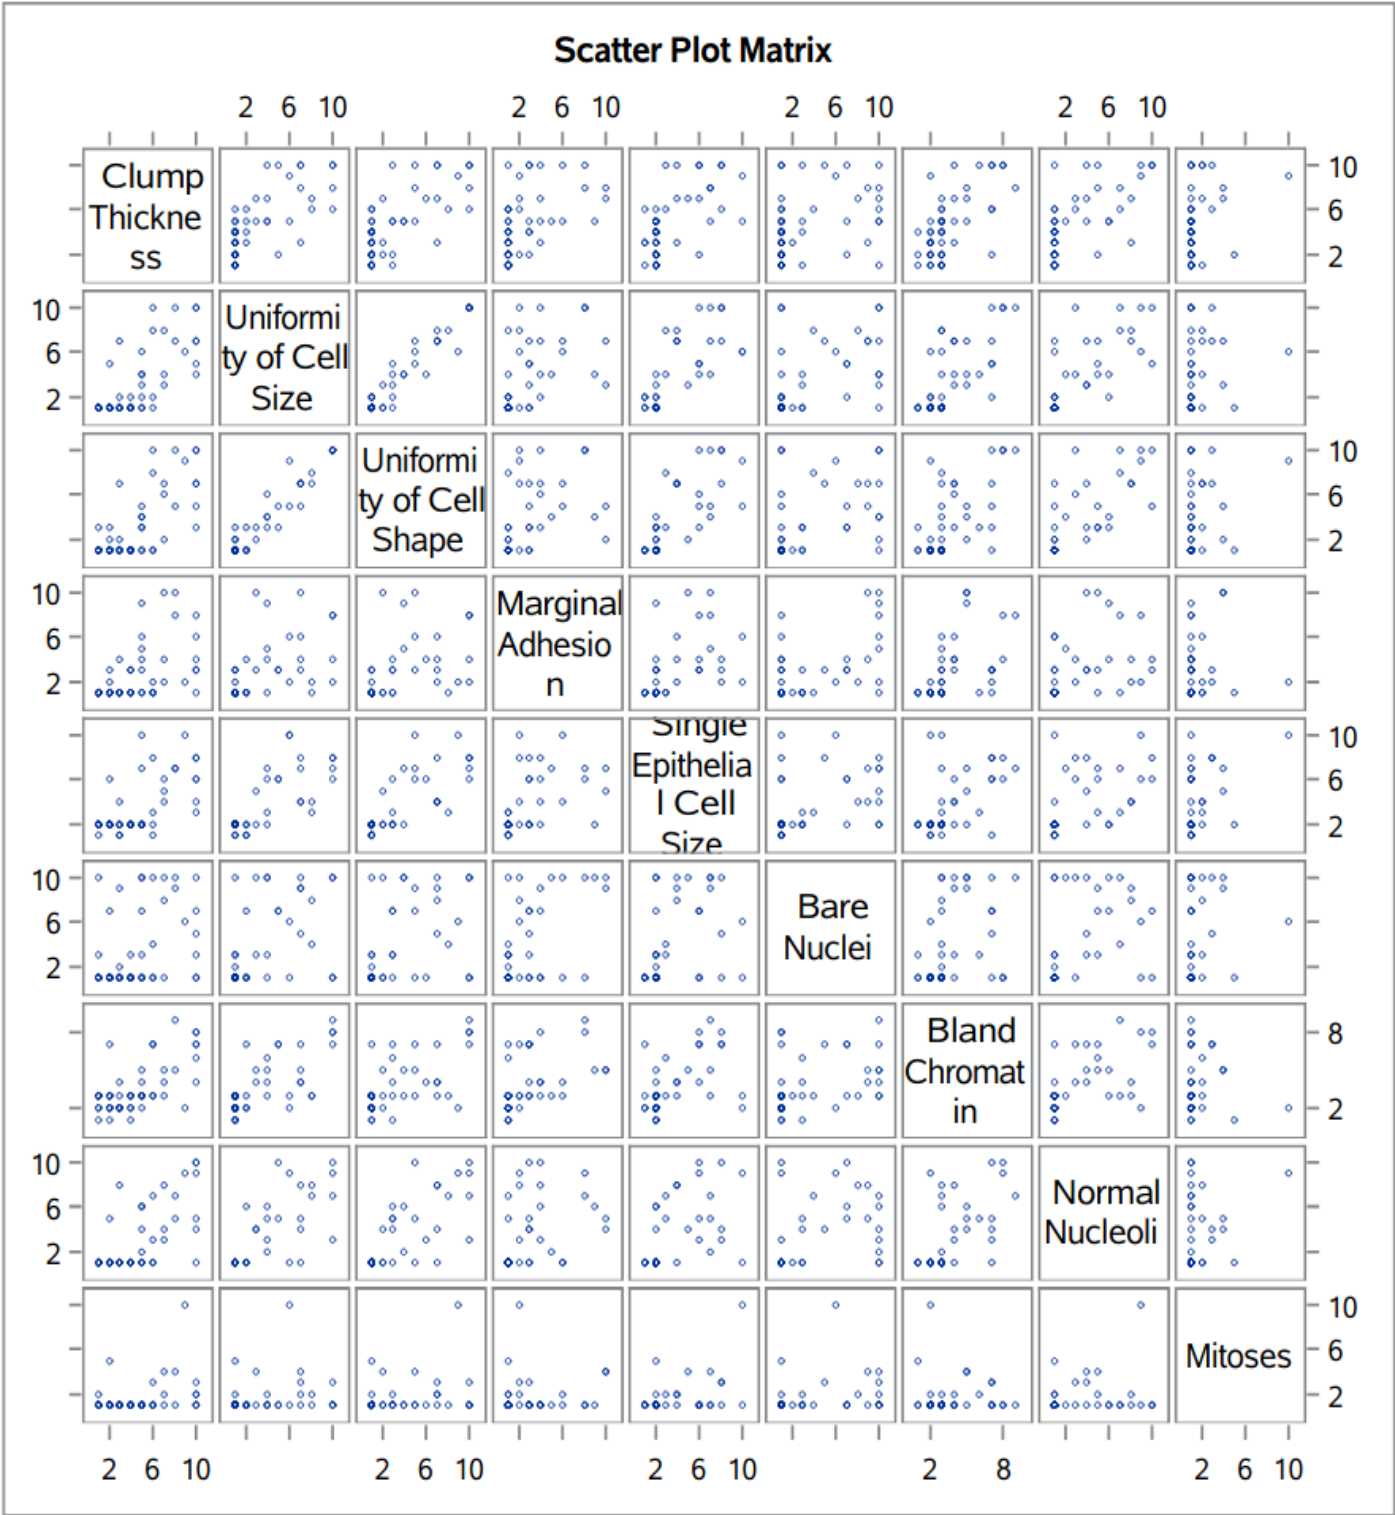 Scatter Plot Matrix
2 6 10 2 6 10 2 6 10 2 6 10
Clump
Thickne
ss
10
6
2
10
6
2
Uniformi
ty of Cell
Size
Uniformi
ty of Cell
Shape
10
6
2
10
6
2
Marginal
Adhesio
n
Single
Epithelia
l Cell
Size
10
6
2
10
6
2
Bare
Nuclei
Bland
Chromat
in
8
2
10
6
2
Normal
Nucleoli
Mitoses
10
6
2
2 6 10 2 6 10 2 6 10 2 8 2 6 10